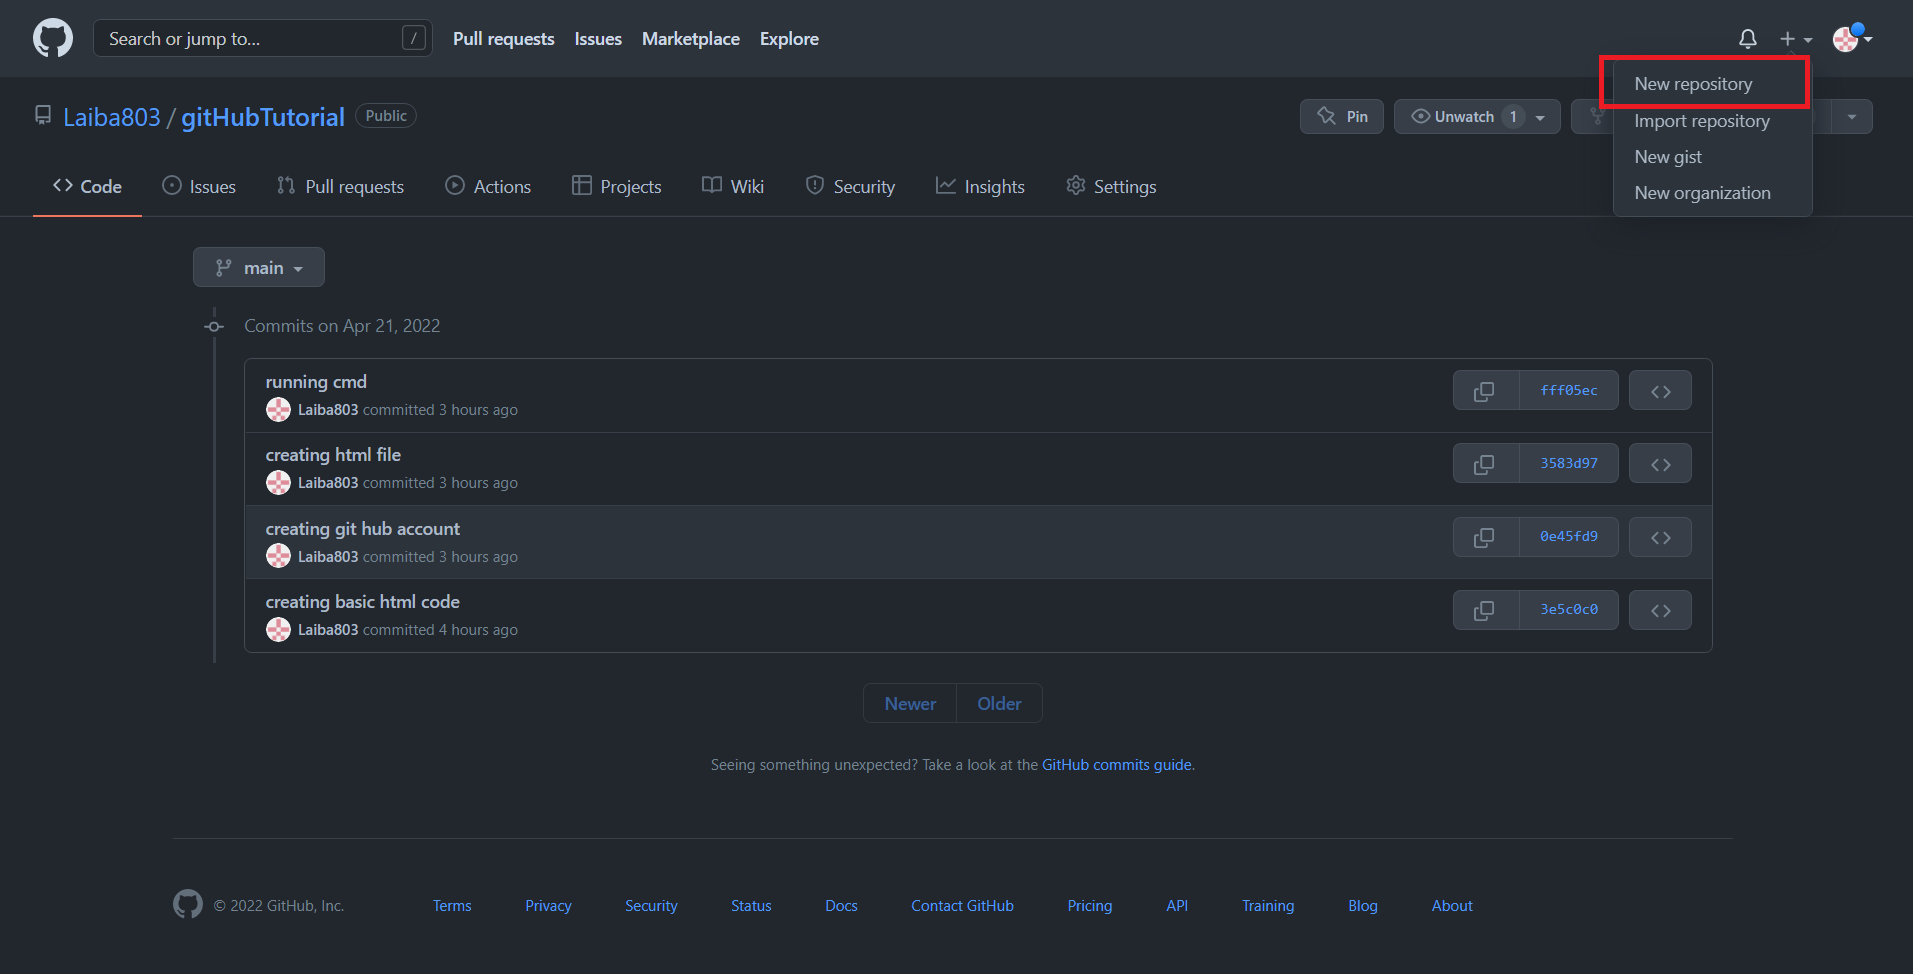 Search or jump to... /
Pull requests Issues Marketplace Explore
New repository
Import repository
New gist
New organization
Laiba803 / gitHubTutorial Public
Pin Unwatch 1
Code Issues Pull requests Actions Projects Wiki Security Insights Settings
main
Commits on Apr 21, 2022
running cmd
Laiba803 committed 3 hours ago
fff05ec
creating html file
Laiba803 committed 3 hours ago
3583d97
creating git hub account
Laiba803 committed 3 hours ago
0e45fd9
creating basic html code
Laiba803 committed 4 hours ago
3e5c0c0
Newer Older
Seeing something unexpected? Take a look at the GitHub commits guide.
© 2022 GitHub, Inc. Terms Privacy Security Status Docs Contact GitHub Pricing API Training Blog About